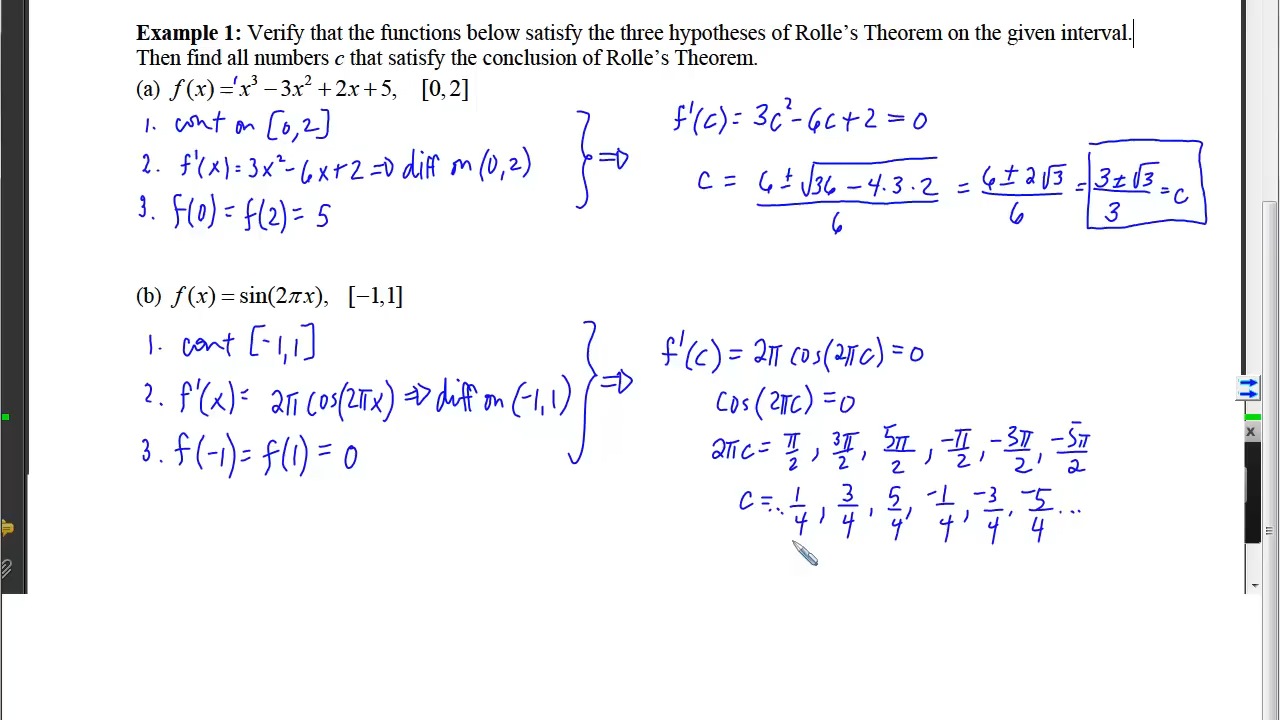 Example 1: Verify that the functions below satisfy the three hypotheses of Rolle's Theorem on the given interval.
Then find all numbers c that satisfy the conclusion of Rolle's Theorem.
(a) f(x) = x³ − 3x² + 2x + 5, [0, 2]
1. cont on [0,2]
2. f'(x) = 3x² − 6x + 2 ⇒ diff on (0,2)
3. f(0) = f(2) = 5
} ⇒
f'(c) = 3c² − 6c + 2 = 0
c = (6 ± √(36 − 4·3·2))/6 = (6 ± 2√3)/6 = (3 ± √3)/3 = c
(b) f(x) = sin(2πx), [−1,1]
1. cont [-1,1]
2. f'(x) = 2π cos(2πx) ⇒ diff on (-1,1)
3. f(-1) = f(1) = 0
} ⇒
f'(c) = 2π cos(2πc) = 0
cos(2πc) = 0
2πc = π/2, 3π/2, 5π/2, -π/2, -3π/2, -5π/2
c = .. 1/4, 3/4, 5/4, -1/4, -3/4, -5/4 ...